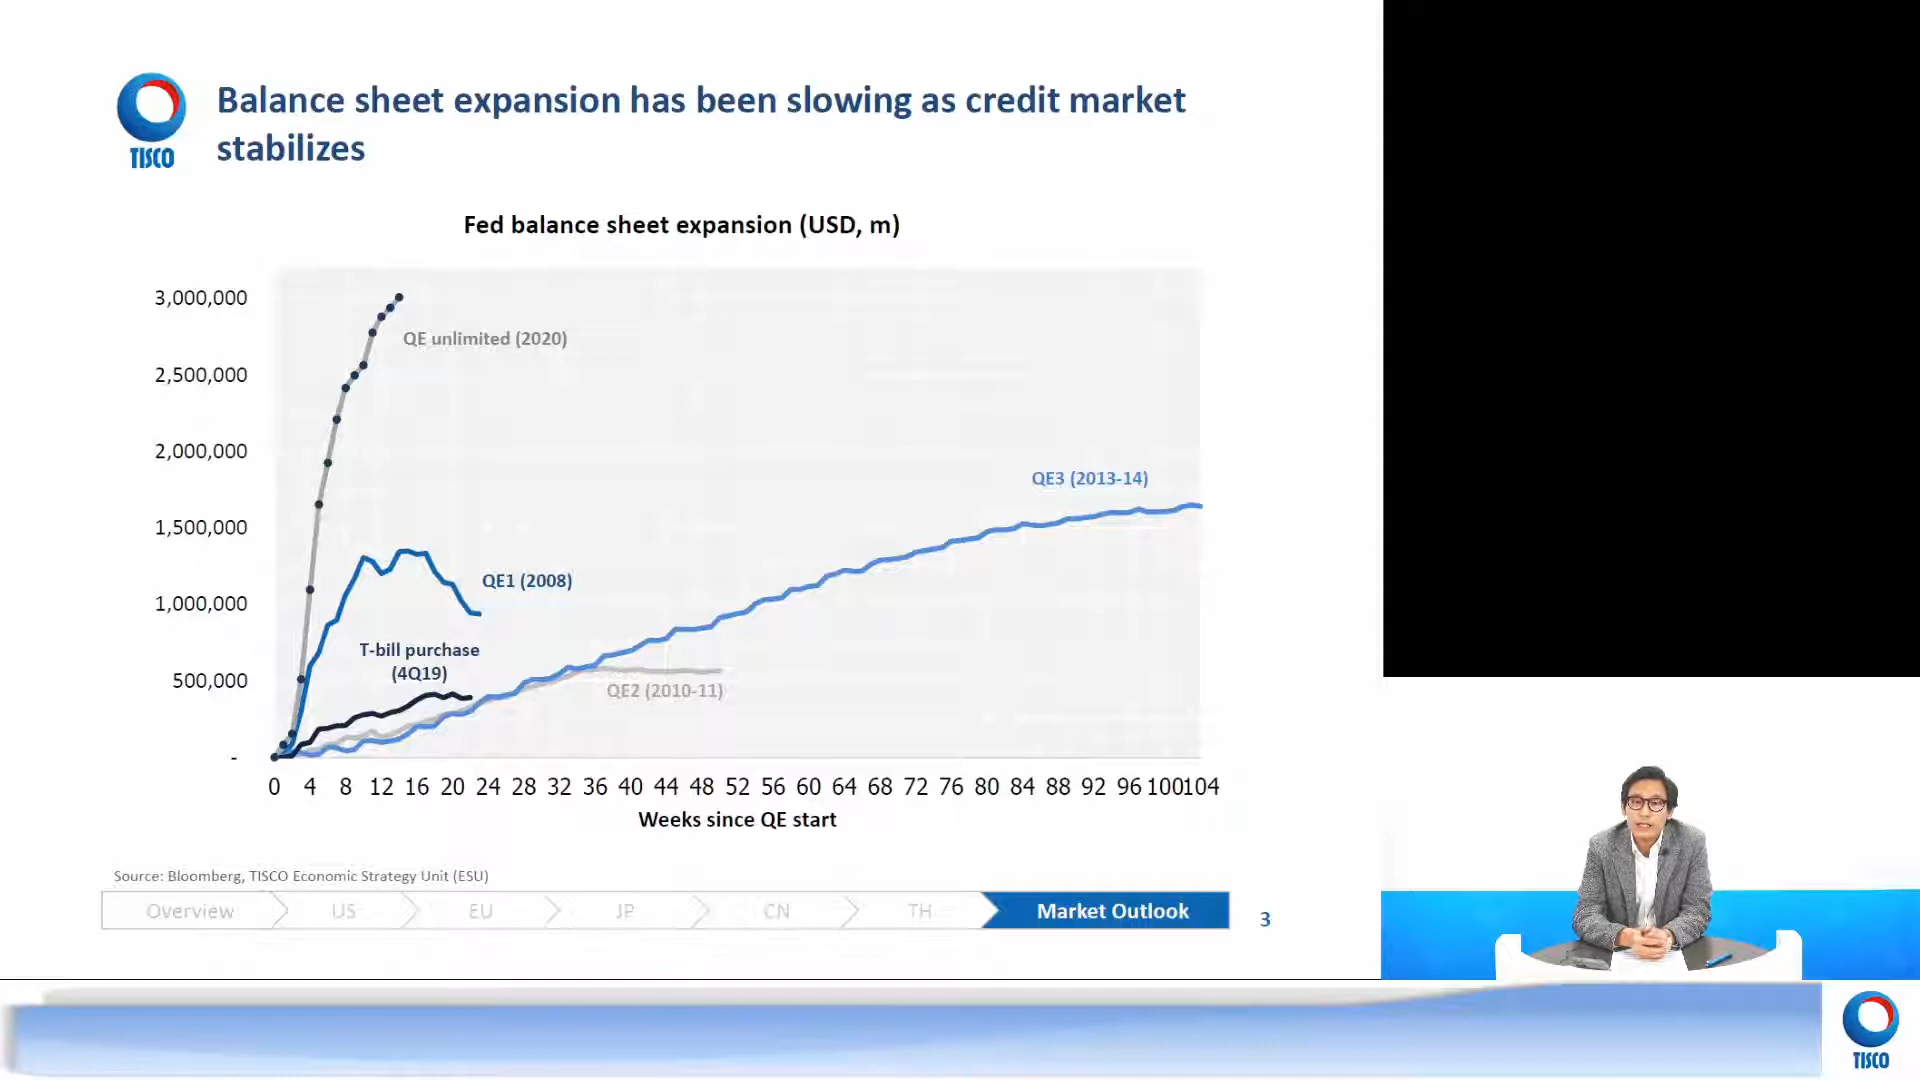 TISCO
Balance sheet expansion has been slowing as credit market
stabilizes
Fed balance sheet expansion (USD, m)
3,000,000
2,500,000
2,000,000
1,500,000
1,000,000
500,000
-
QE unlimited (2020)
QE3 (2013-14)
QE1 (2008)
T-bill purchase
(4Q19)
QE2 (2010-11)
0 4 8 12 16 20 24 28 32 36 40 44 48 52 56 60 64 68 72 76 80 84 88 92 96 100104
Weeks since QE start
Source: Bloomberg, TISCO Economic Strategy Unit (ESU)
Overview US EU JP CN TH Market Outlook 3
TISCO